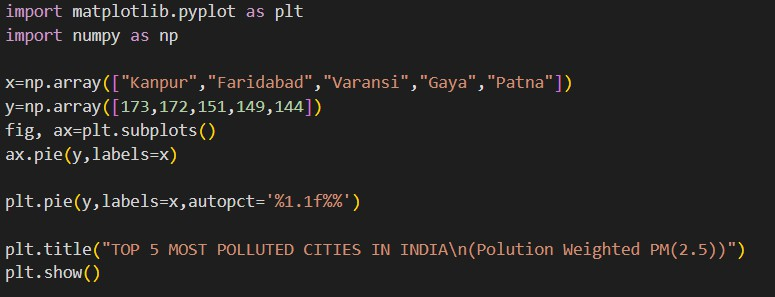 import matplotlib.pyplot as plt
import numpy as np
x=np.array(["Kanpur","Faridabad","Varansi","Gaya","Patna"])
y=np.array([173,172,151,149,144])
fig, ax=plt.subplots()
ax.pie(y,labels=x)
plt.pie(y,labels=x,autopct='%1.1f%%')
plt.title("TOP 5 MOST POLLUTED CITIES IN INDIA\n(Polution Weighted PM(2.5))")
plt.show()